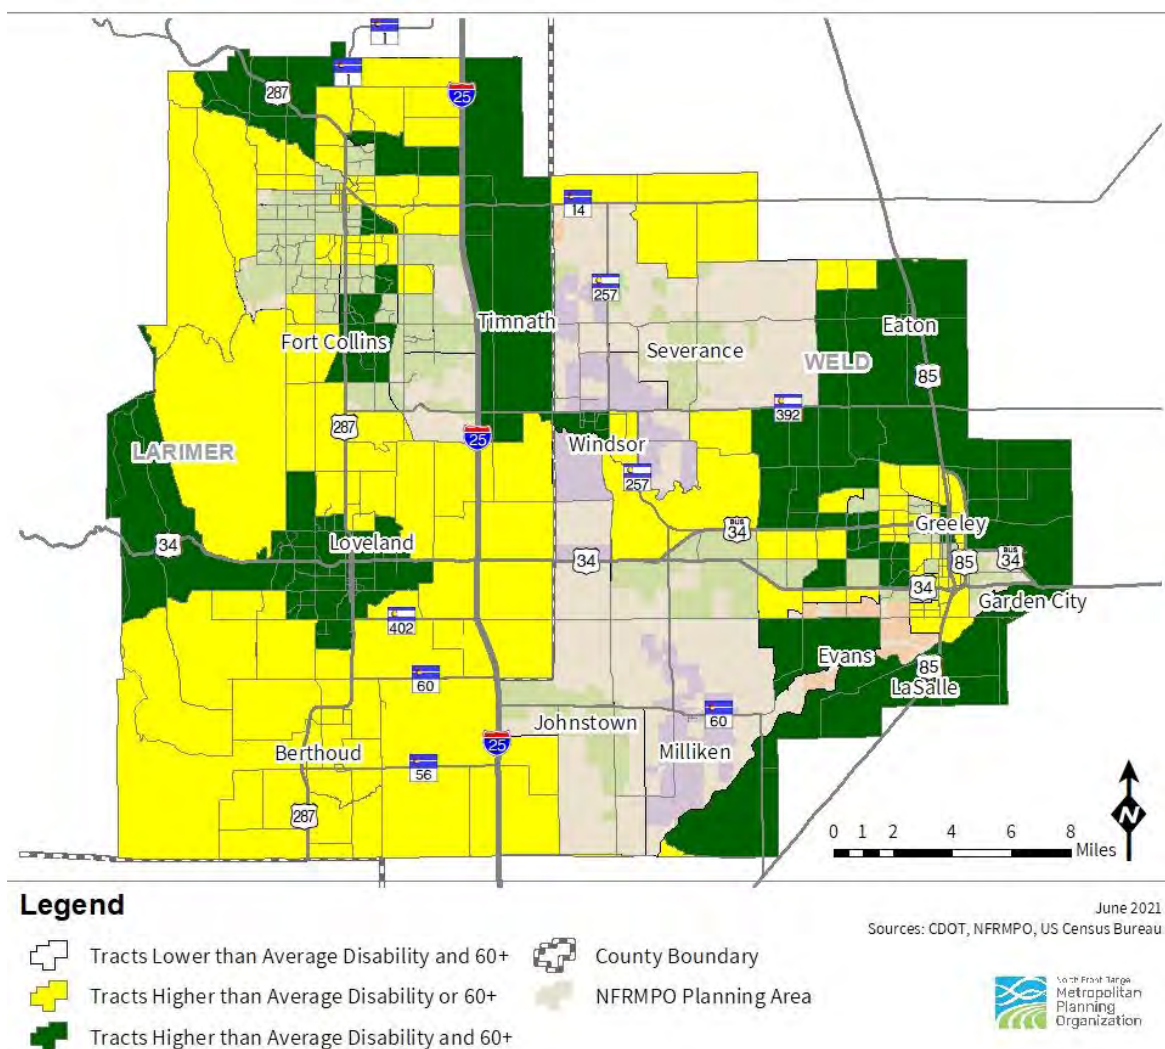 1
287
1
25
14
257
Timnath
Fort Collins
Severance
Eaton
WELD
85
392
287
25
LARIMER
Windsor
257
Greeley
BUS
34
34
Loveland
34
85
BUS
34
34
Garden City
402
Evans
85
60
LaSalle
60
Johnstown
25
Milliken
Berthoud
56
287
N
0 1 2 4 6 8
Miles
Legend
June 2021
Sources: CDOT, NFRMPO, US Census Bureau
Tracts Lower than Average Disability and 60+
County Boundary
Tracts Higher than Average Disability or 60+
NFRMPO Planning Area
Tracts Higher than Average Disability and 60+
North Front Range
Metropolitan
Planning
Organization